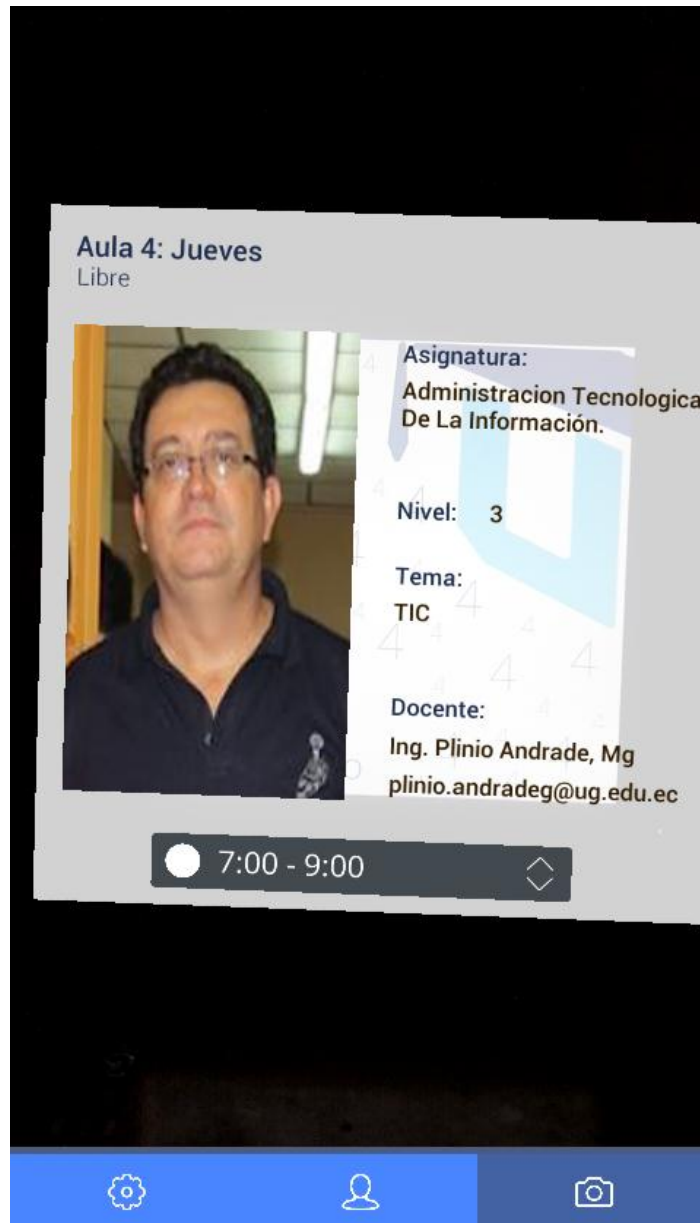 Aula 4: Jueves
Libre
Asignatura:
Administracion Tecnologica
De La Información.
Nivel: 3
Tema:
TIC
Docente:
Ing. Plinio Andrade, Mg
plinio.andradeg@ug.edu.ec
7:00 - 9:00